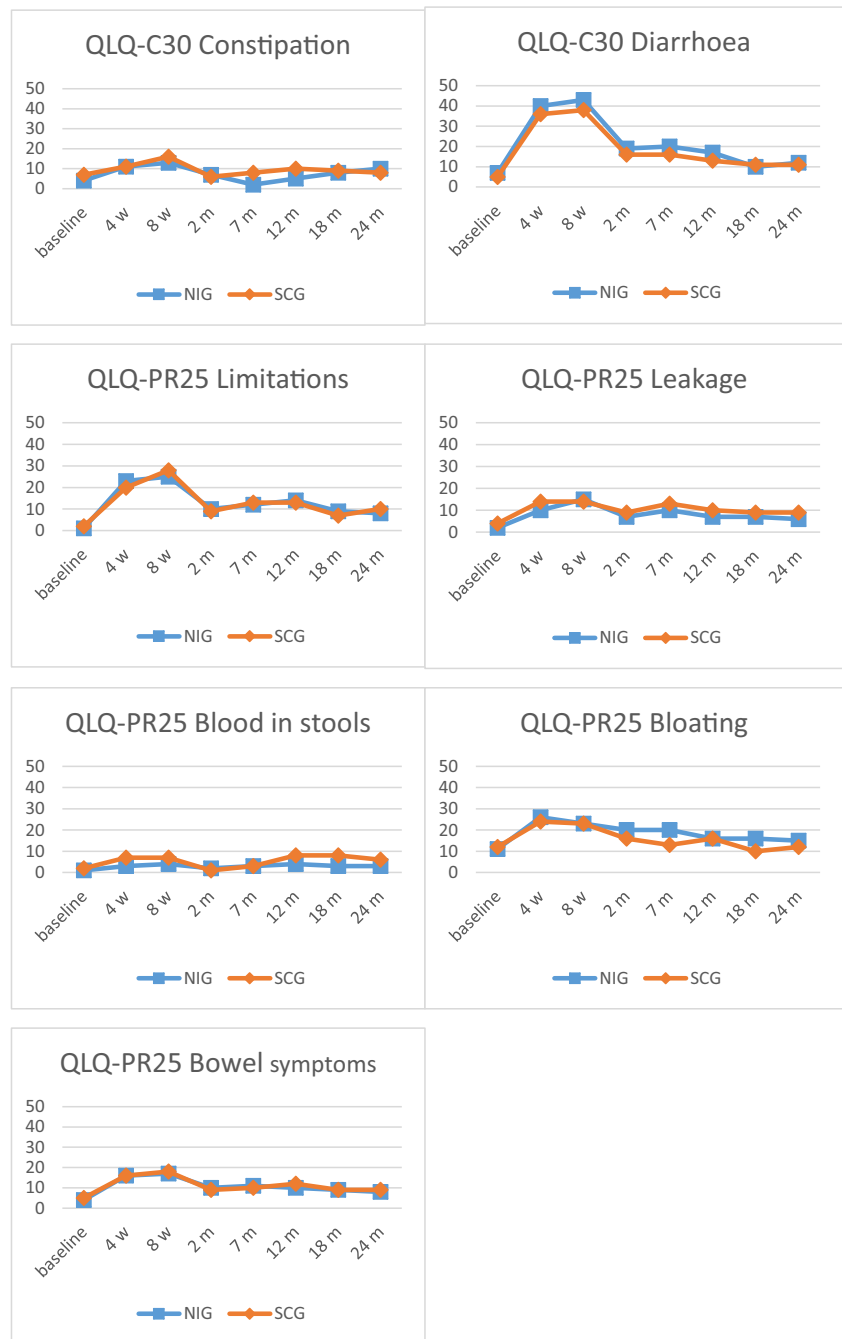 QLQ-C30 Constipation
50
40
30
20
10
0
baseline
4 w
8 w
2 m
7 m
12 m
18 m
24 m
NIG
SCG
QLQ-C30 Diarrhoea
50
40
30
20
10
0
baseline
4 w
8 w
2 m
7 m
12 m
18 m
24 m
NIG
SCG
QLQ-PR25 Limitations
50
40
30
20
10
0
baseline
4 w
8 w
2 m
7 m
12 m
18 m
24 m
NIG
SCG
QLQ-PR25 Leakage
50
40
30
20
10
0
baseline
4 w
8 w
2 m
7 m
12 m
18 m
24 m
NIG
SCG
QLQ-PR25 Blood in stools
50
40
30
20
10
0
baseline
4 w
8 w
2 m
7 m
12 m
18 m
24 m
NIG
SCG
QLQ-PR25 Bloating
50
40
30
20
10
0
baseline
4 w
8 w
2 m
7 m
12 m
18 m
24 m
NIG
SCG
QLQ-PR25 Bowel symptoms
50
40
30
20
10
0
baseline
4 w
8 w
2 m
7 m
12 m
18 m
24 m
NIG
SCG